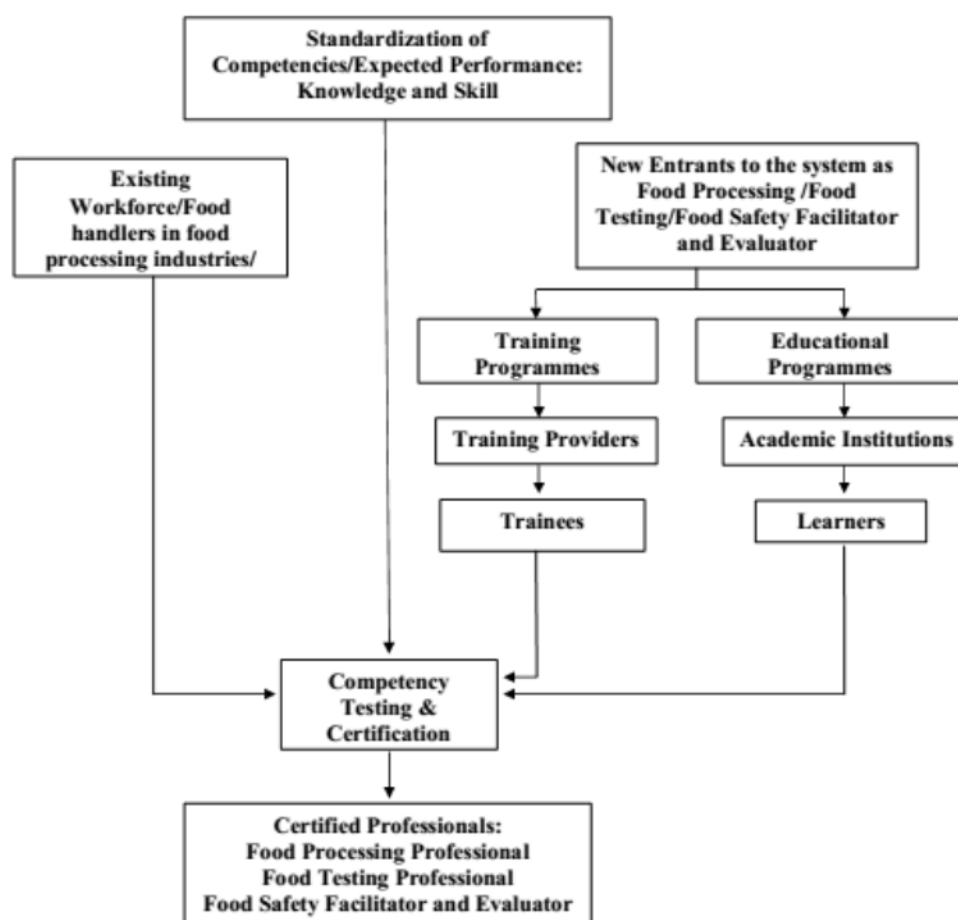 Standardization of
Competencies/Expected Performance:
Knowledge and Skill
Existing
Workforce/Food
handlers in food
processing industries/
New Entrants to the system as
Food Processing /Food
Testing/Food Safety Facilitator
and Evaluator
Training
Programmes
Educational
Programmes
Training Providers
Academic Institutions
Trainees
Learners
Competency
Testing &
Certification
Certified Professionals:
Food Processing Professional
Food Testing Professional
Food Safety Facilitator and Evaluator